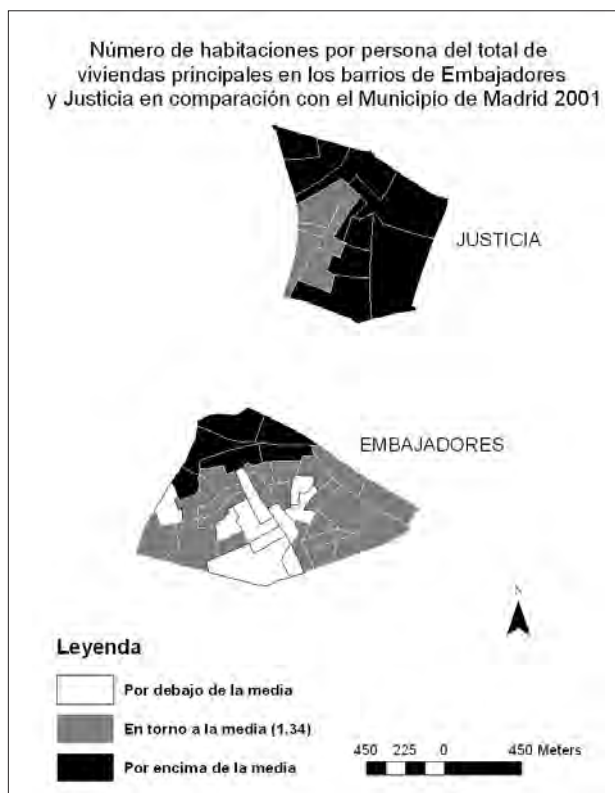 Número de habitaciones por persona del total de
viviendas principales en los barrios de Embajadores
y Justicia en comparación con el Municipio de Madrid 2001
JUSTICIA
EMBAJADORES
N
Leyenda
Por debajo de la media
En torno a la media (1,34)
Por encima de la media
450 225 0 450 Meters